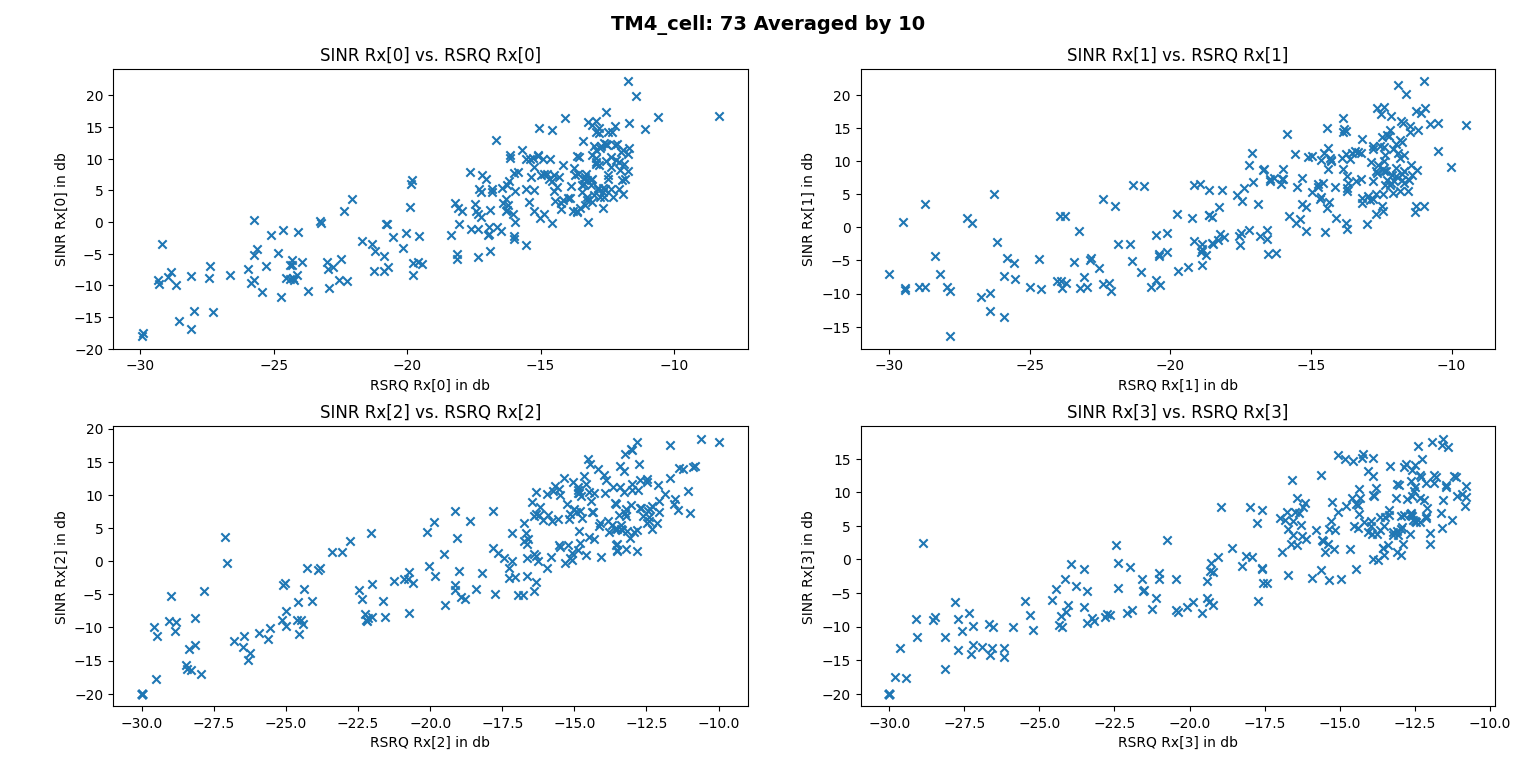 TM4_cell: 73 Averaged by 10
SINR Rx[0] vs. RSRQ Rx[0]
SINR Rx[0] in db
20
15
10
5
0
−5
−10
−15
−20
−30 −25 −20 −15 −10
RSRQ Rx[0] in db
SINR Rx[1] vs. RSRQ Rx[1]
SINR Rx[1] in db
20
15
10
5
0
−5
−10
−15
−30 −25 −20 −15 −10
RSRQ Rx[1] in db
SINR Rx[2] vs. RSRQ Rx[2]
SINR Rx[2] in db
20
15
10
5
0
−5
−10
−15
−20
−30.0 −27.5 −25.0 −22.5 −20.0 −17.5 −15.0 −12.5 −10.0
RSRQ Rx[2] in db
SINR Rx[3] vs. RSRQ Rx[3]
SINR Rx[3] in db
15
10
5
0
−5
−10
−15
−20
−30.0 −27.5 −25.0 −22.5 −20.0 −17.5 −15.0 −12.5 −10.0
RSRQ Rx[3] in db